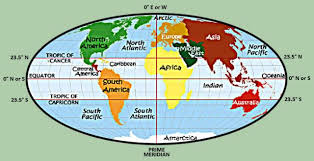 0° E or W
Arctic
North
America
North
Atlantic
Europe
Asia
North
Pacific
Middle
East
23.5° N
TROPIC OF
CANCER
Caribbean
23.5° N
Africa
0° N or S
EQUATOR
South
America
Indian
Oceania
0° N or S
23.5° S
TROPIC OF
CAPRICORN
Australia
23.5° S
South
Pacific
South
Atlantic
Antarctica
PRIME
MERIDIAN